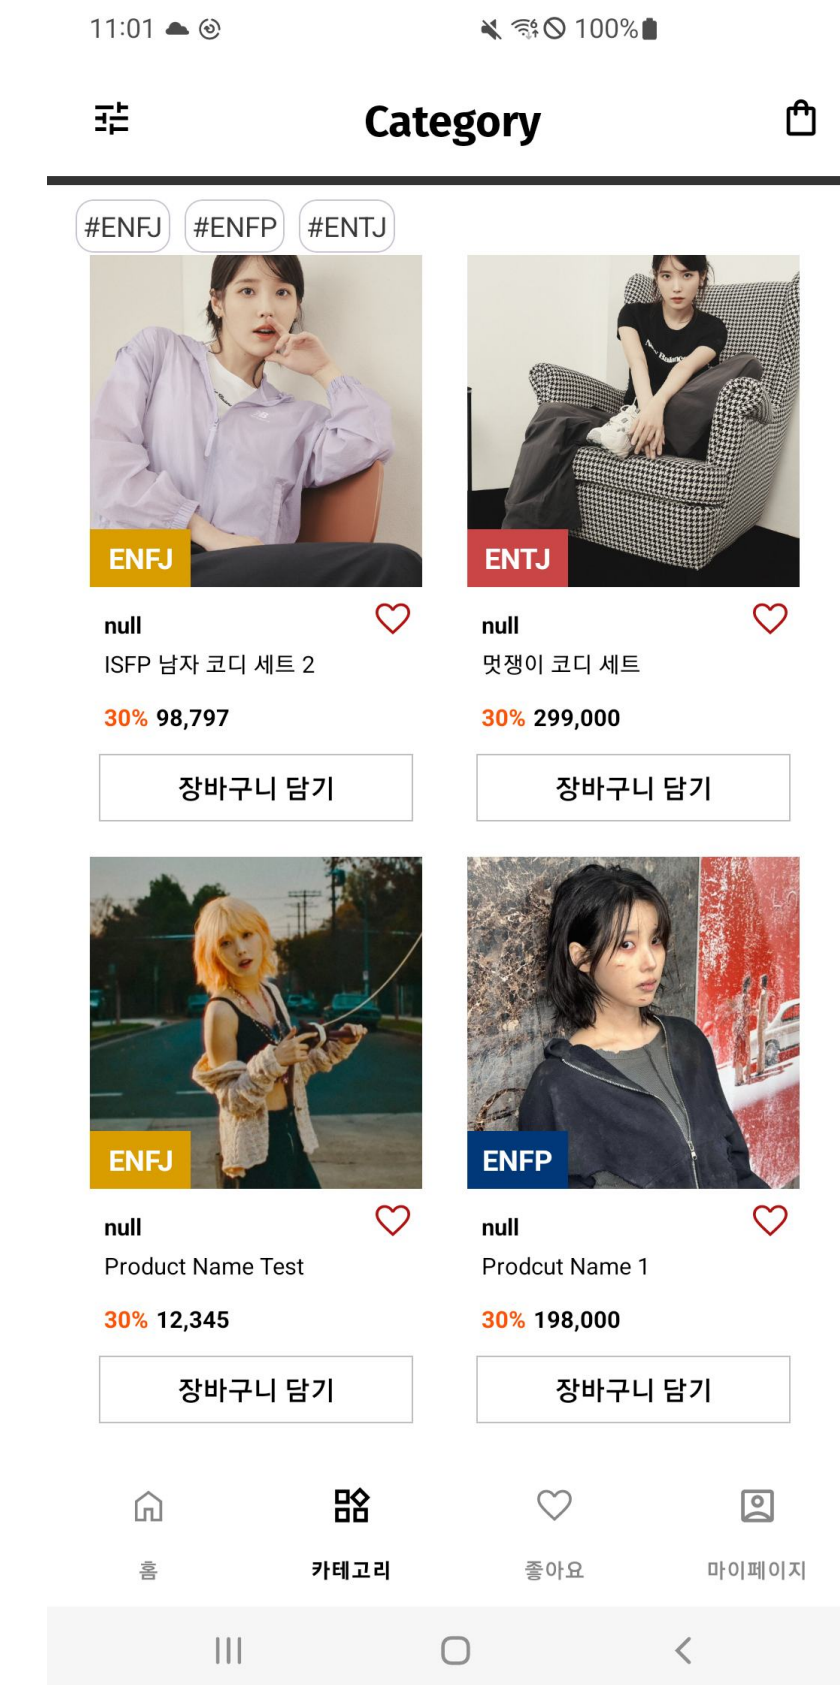 11:01 100%
Category
#ENFJ #ENFP #ENTJ
New Balance
ENFJ ENTJ
null null
ISFP 남자 코디 세트 2 멋쟁이 코디 세트
30% 98,797 30% 299,000
장바구니 담기 장바구니 담기
ENFJ ENFP
null null
Product Name Test Prodcut Name 1
30% 12,345 30% 198,000
장바구니 담기 장바구니 담기
홈 카테고리 좋아요 마이페이지